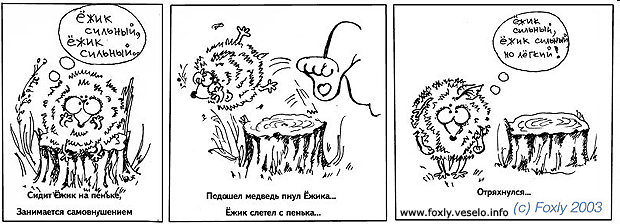 ёжик
сильный,
ёжик
сильный,
Сидит Ёжик на пеньке,
Занимается самовнушением
Подошел медведь пнул Ёжика...
Ёжик слетел с пенька...
ёжик
сильный,
ёжик сильный
но лёгкий!
Отряхнулся...
www.foxly.veselo.info (c) Foxly 2003